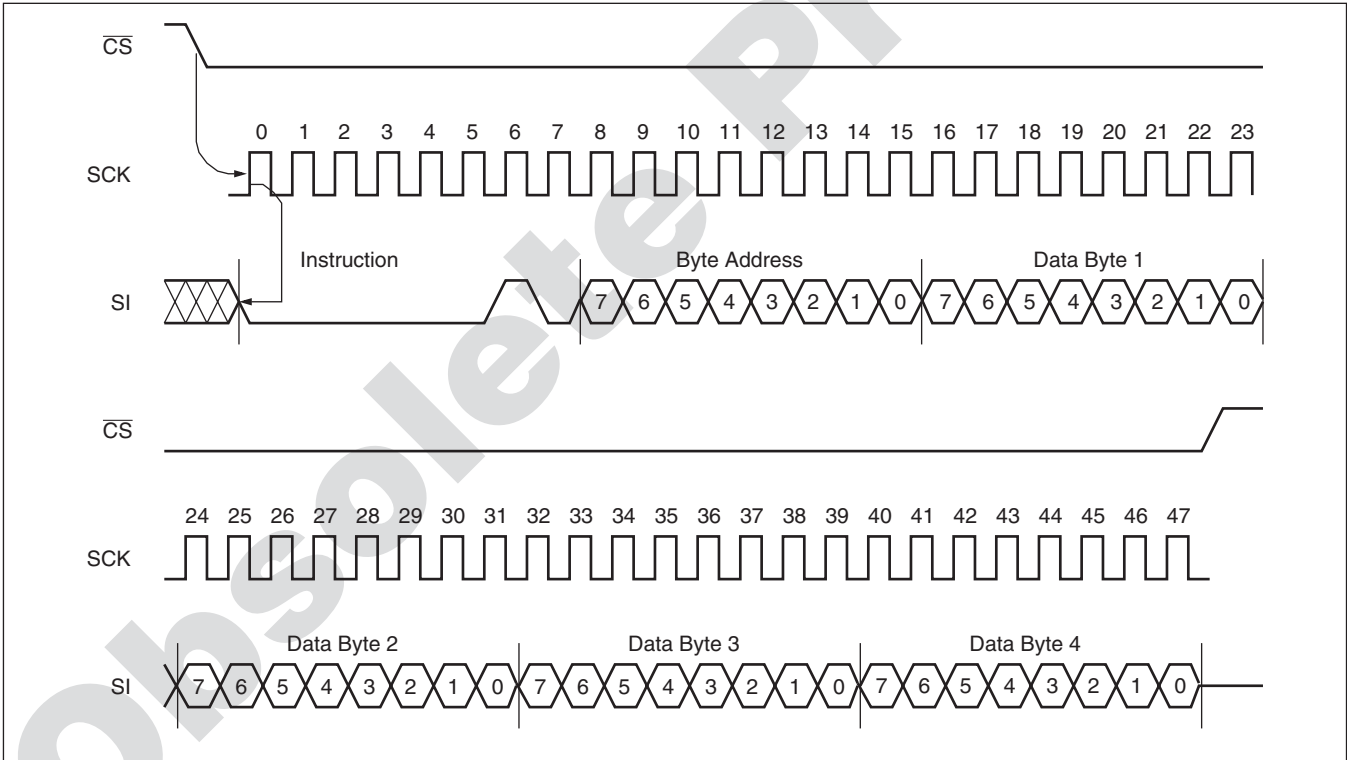 CS
0 1 2 3 4 5 6 7 8 9 10 11 12 13 14 15 16 17 18 19 20 21 22 23
SCK
Instruction Byte Address Data Byte 1
SI 7 6 5 4 3 2 1 0 7 6 5 4 3 2 1 0
CS
24 25 26 27 28 29 30 31 32 33 34 35 36 37 38 39 40 41 42 43 44 45 46 47
SCK
Data Byte 2 Data Byte 3 Data Byte 4
SI 7 6 5 4 3 2 1 0 7 6 5 4 3 2 1 0 7 6 5 4 3 2 1 0
Obsolete